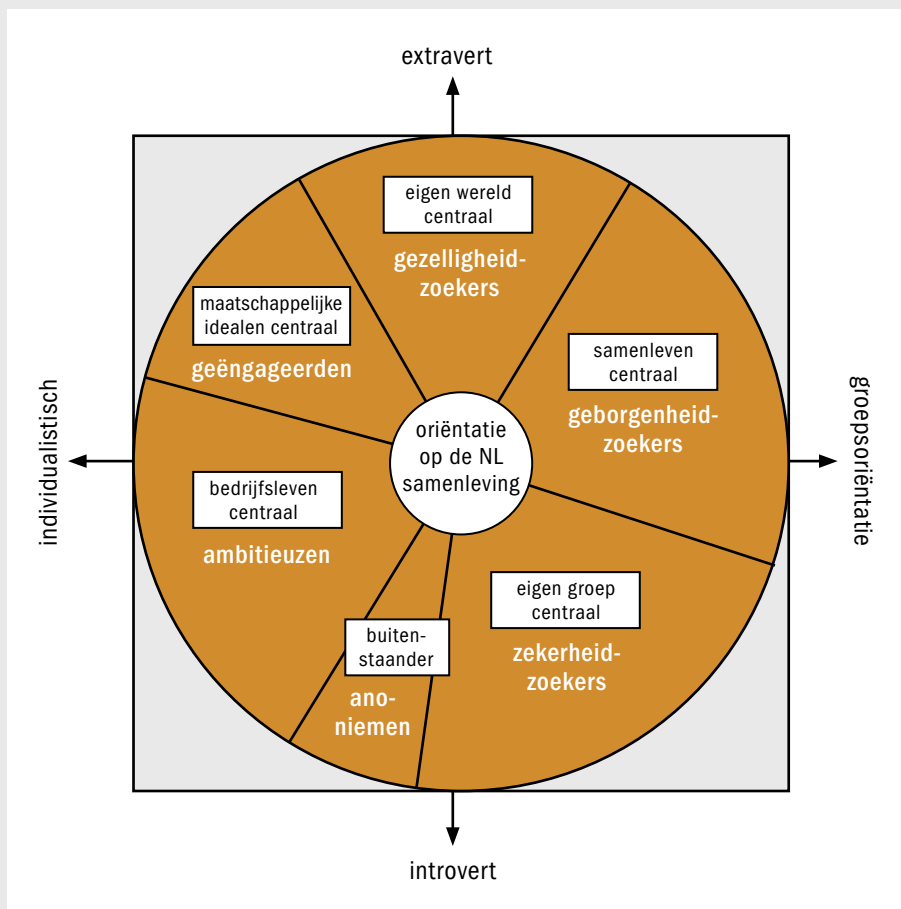 extravert
eigen wereld
centraal
gezelligheid-
zoekers
maatschappelijke
idealen centraal
geëngageerden
samenleven
centraal
geborgenheid-
zoekers
individualistisch
oriëntatie
op de NL
samenleving
groepsoriëntatie
bedrijfsleven
centraal
ambitieuzen
eigen groep
centraal
zekerheid-
zoekers
buiten-
staander
ano-
niemen
introvert